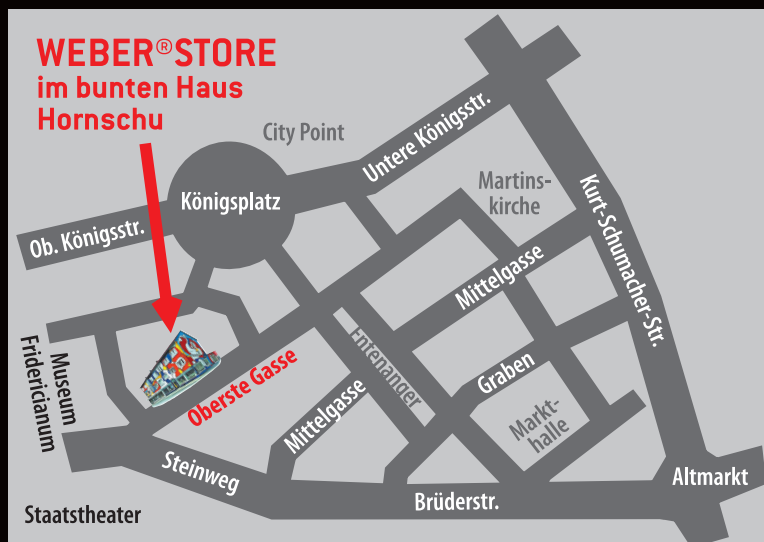 WEBER® STORE
im bunten Haus
Hornschu
City Point
Untere Königsstr.
Königsplatz
Martins-
kirche
Ob. Königsstr.
Kurt-Schumacher-Str.
Mittelgasse
Museum
Fridericianum
Entenanger
Oberste Gasse
Graben
Mittelgasse
Markt-
halle
Steinweg
Altmarkt
Brüderstr.
Staatstheater